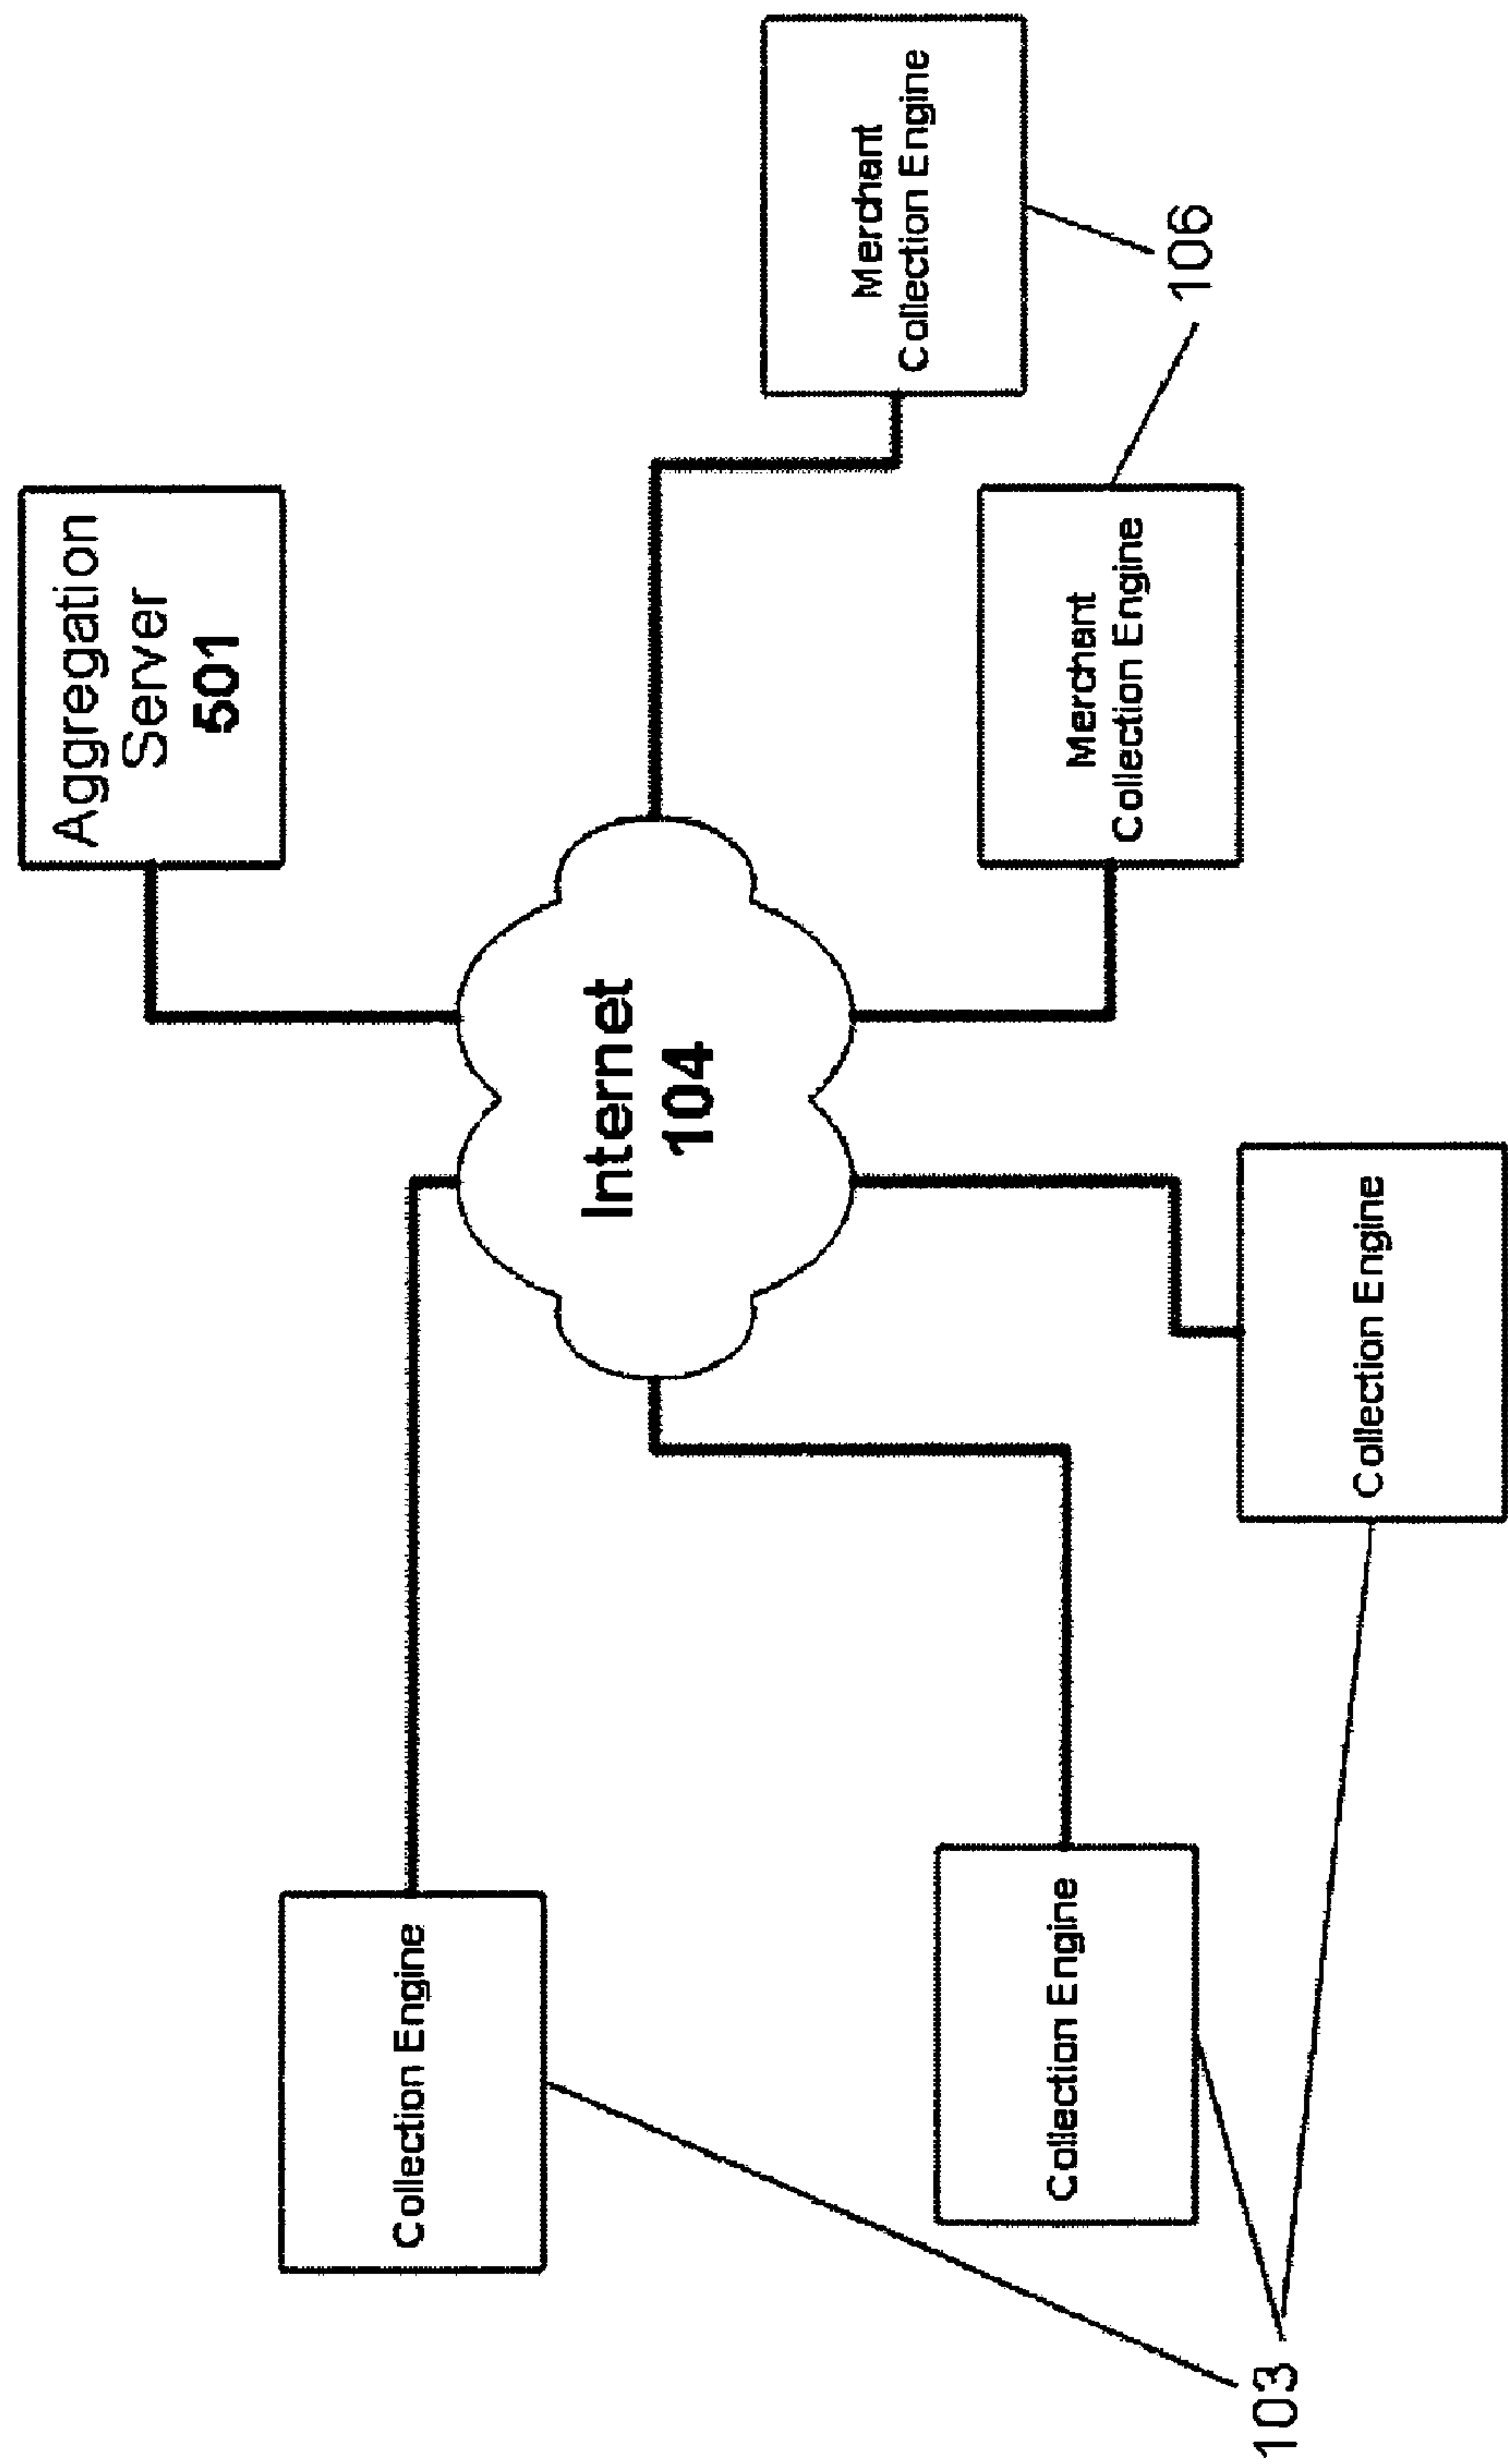 Aggregation
Server
501
Internet
104
Merchant
Collection Engine
Merchant
Collection Engine
106
Collection Engine
Collection Engine
Collection Engine
103